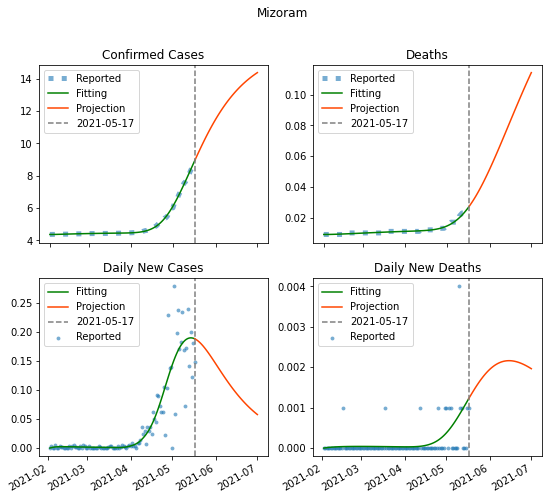 Mizoram
Confirmed Cases
Deaths
14
12
10
8
6
4
Reported
Fitting
Projection
2021-05-17
0.10
0.08
0.06
0.04
0.02
Reported
Fitting
Projection
2021-05-17
Daily New Cases
Daily New Deaths
0.25
0.20
0.15
0.10
0.05
0.00
Fitting
Projection
2021-05-17
Reported
0.004
0.003
0.002
0.001
0.000
Fitting
Projection
2021-05-17
Reported
2021-02
2021-03
2021-04
2021-05
2021-06
2021-07
2021-02
2021-03
2021-04
2021-05
2021-06
2021-07